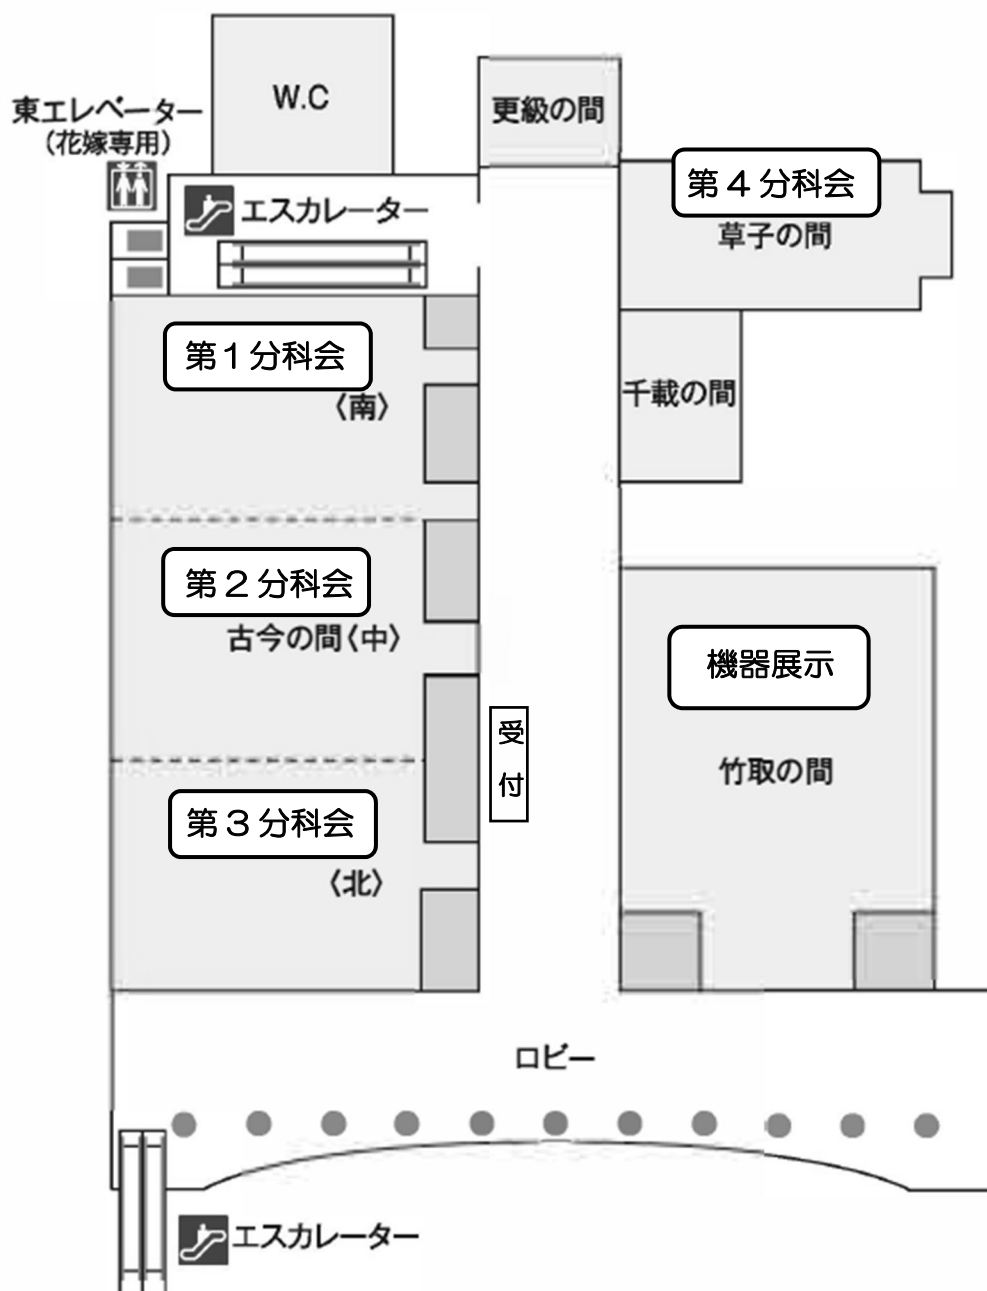 W.C
更級の間
東エレベーター
（花嫁専用）
エスカレーター
第４分科会
草子の間
第１分科会
〈南〉
千載の間
第２分科会
古今の間〈中〉
機器展示
受
付
竹取の間
第３分科会
〈北〉
ロビー
エスカレーター